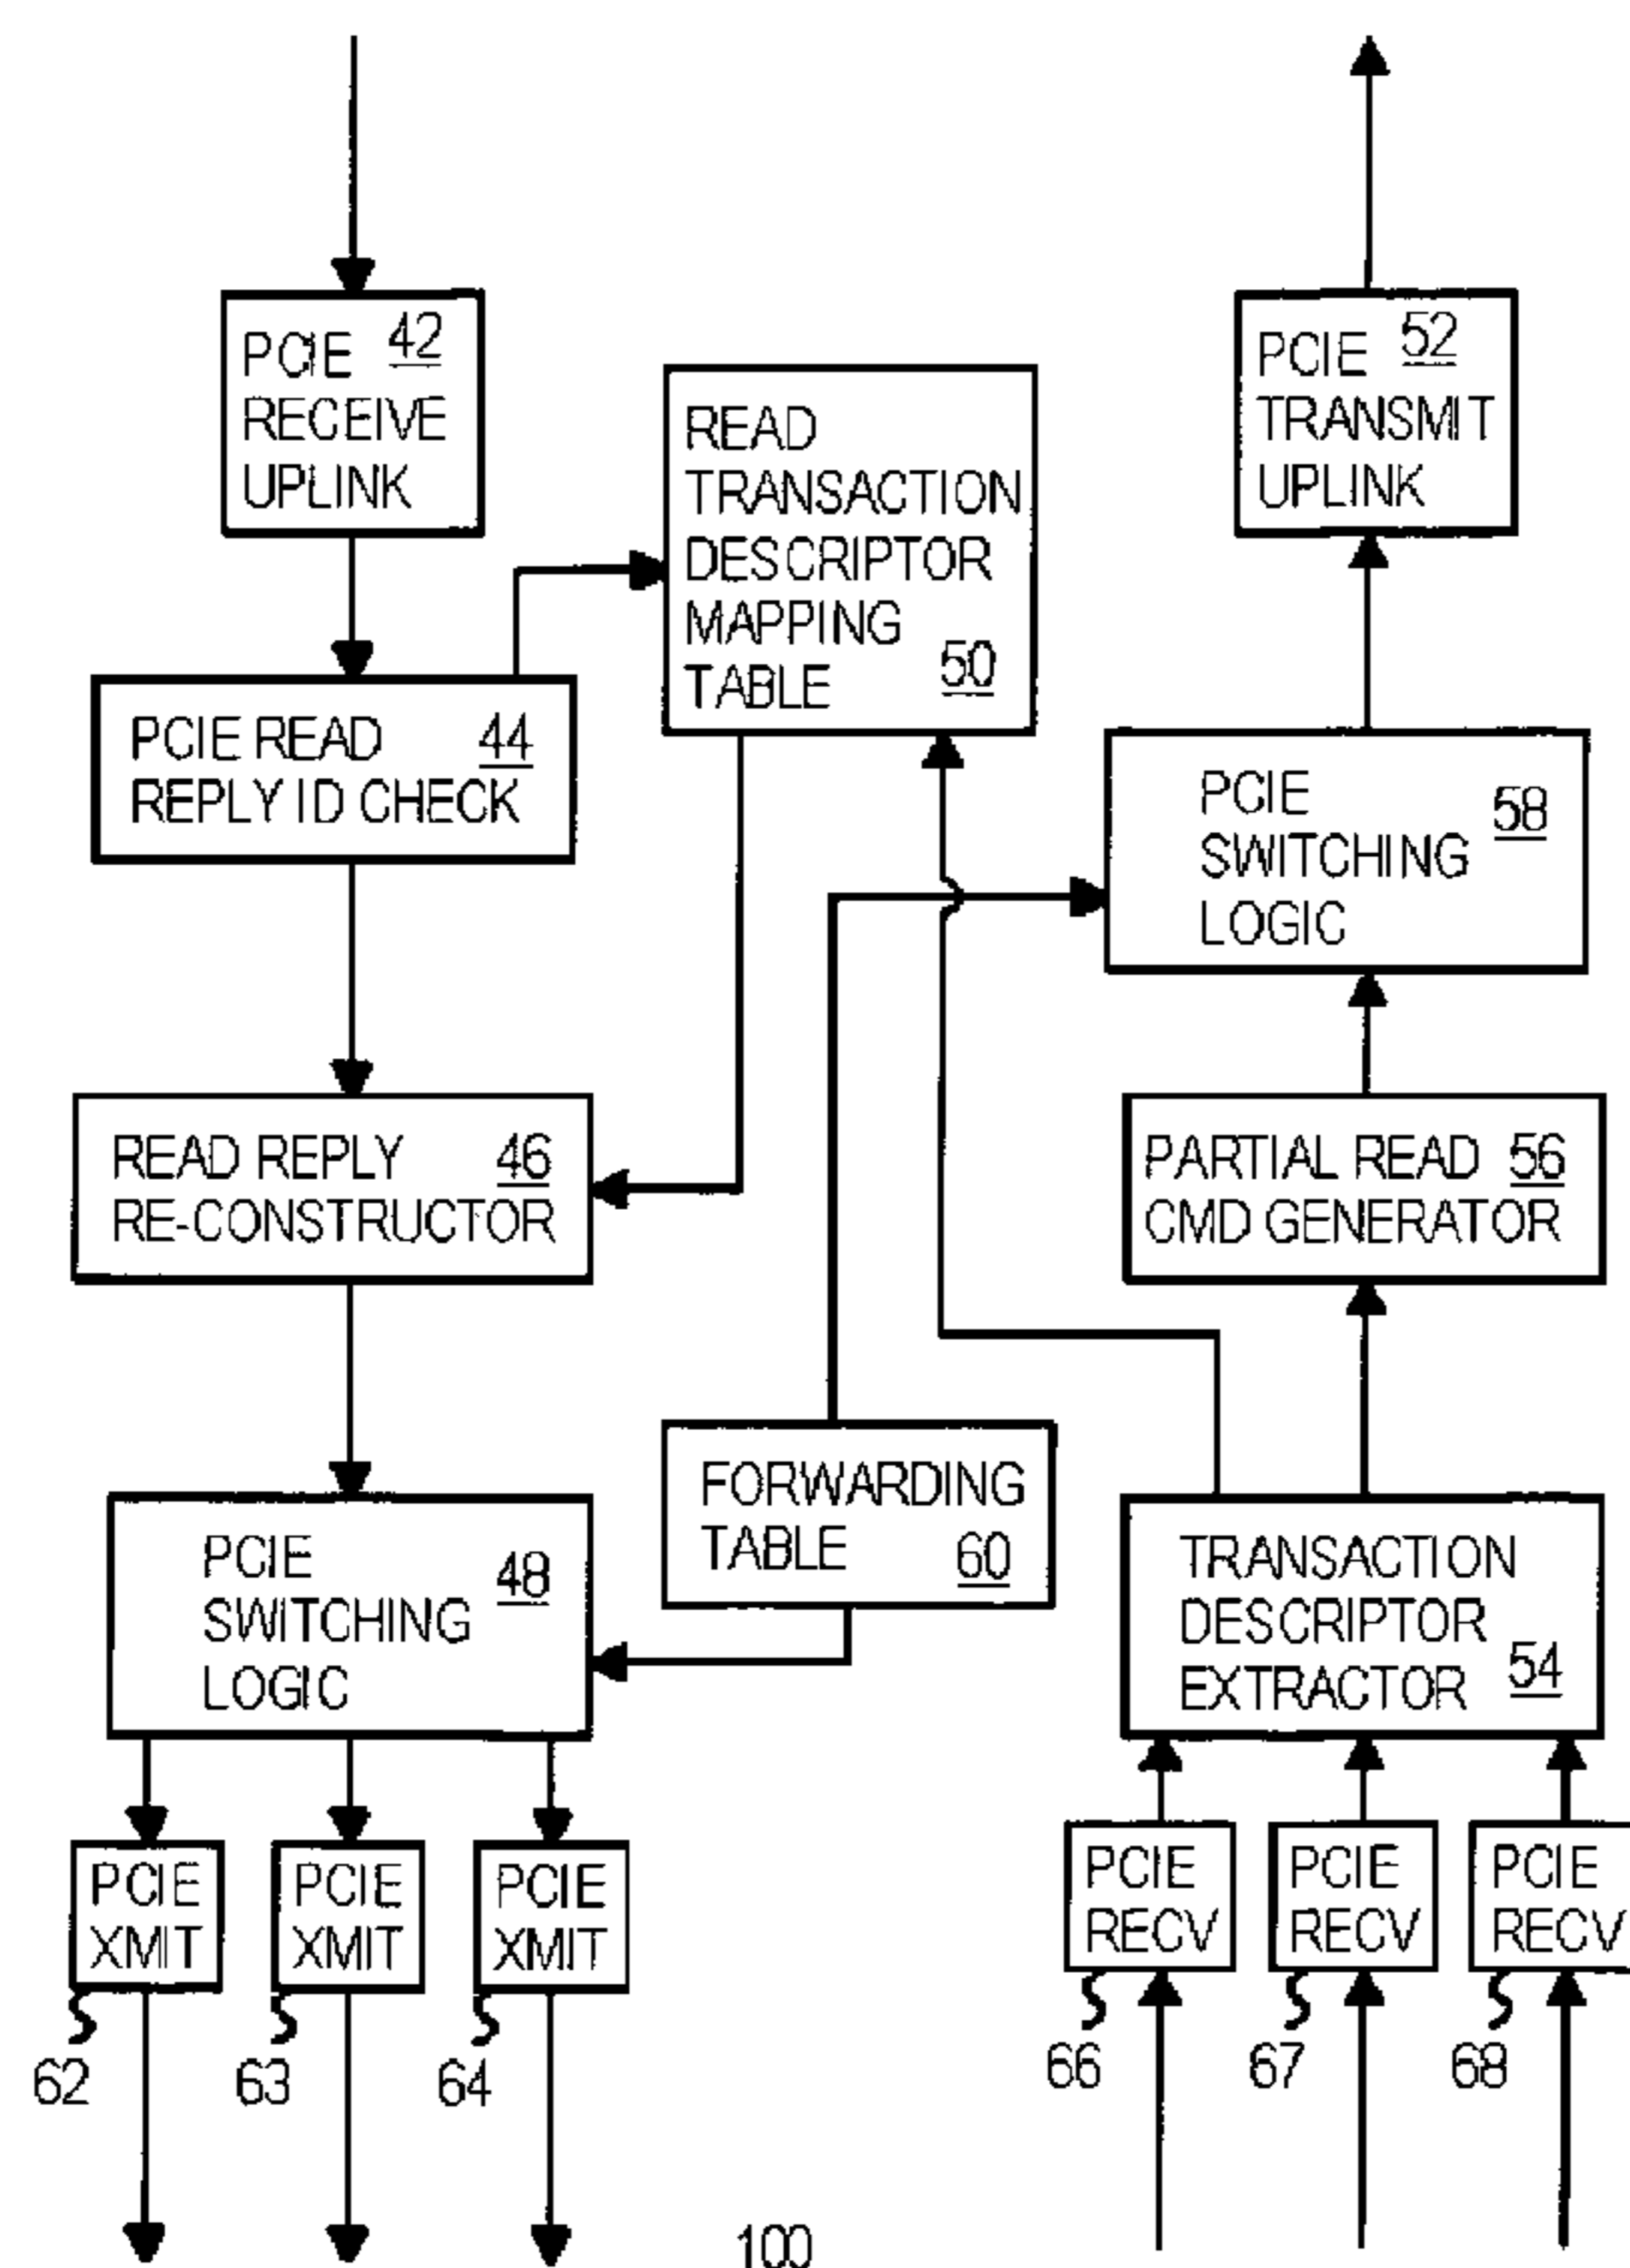 PCIE 42
RECEIVE
UPLINK
READ
TRANSACTION
DESCRIPTOR
MAPPING
TABLE 50
PCIE 52
TRANSMIT
UPLINK
PCIE READ 44
REPLY ID CHECK
PCIE
SWITCHING 58
LOGIC
READ REPLY 46
RE-CONSTRUCTOR
PARTIAL READ 56
CMD GENERATOR
PCIE
SWITCHING 48
LOGIC
FORWARDING
TABLE 60
TRANSACTION
DESCRIPTOR
EXTRACTOR 54
PCIE
XMIT
62
PCIE
XMIT
63
PCIE
XMIT
64
PCIE
RECV
66
PCIE
RECV
67
PCIE
RECV
68
100